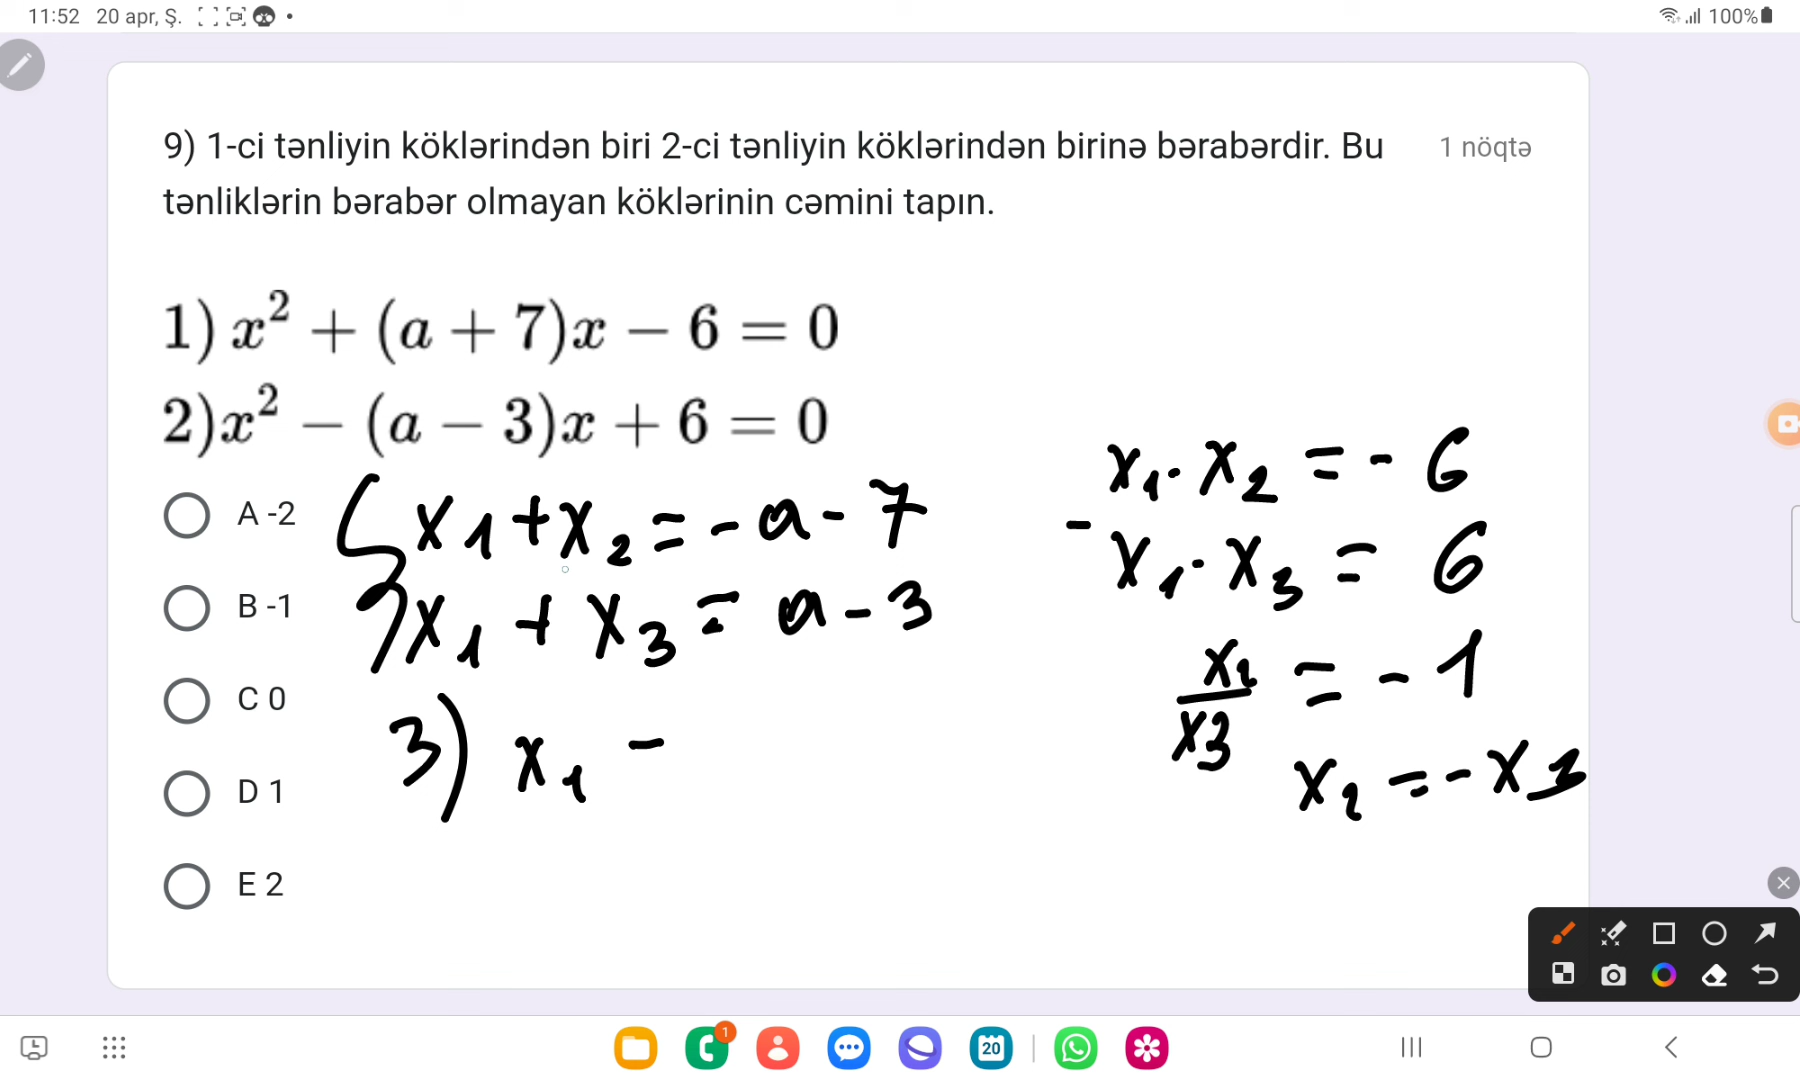 11:52 20 apr, Ş.
100%
9) 1-ci tənliyin köklərindən biri 2-ci tənliyin köklərindən birinə bərabərdir. Bu
tənliklərin bərabər olmayan köklərinin cəmini tapın.
1 nöqtə
1) x² + (a + 7)x − 6 = 0
2)x² − (a − 3)x + 6 = 0
A -2
B -1
C 0
D 1
E 2
x₁+x₂=-a-7
x₁+x₃=a-3
3) x₁ -
x₁·x₂=-6
-
x₁·x₃=6
x₂/x3=-1
x₂=-x₃
1
20